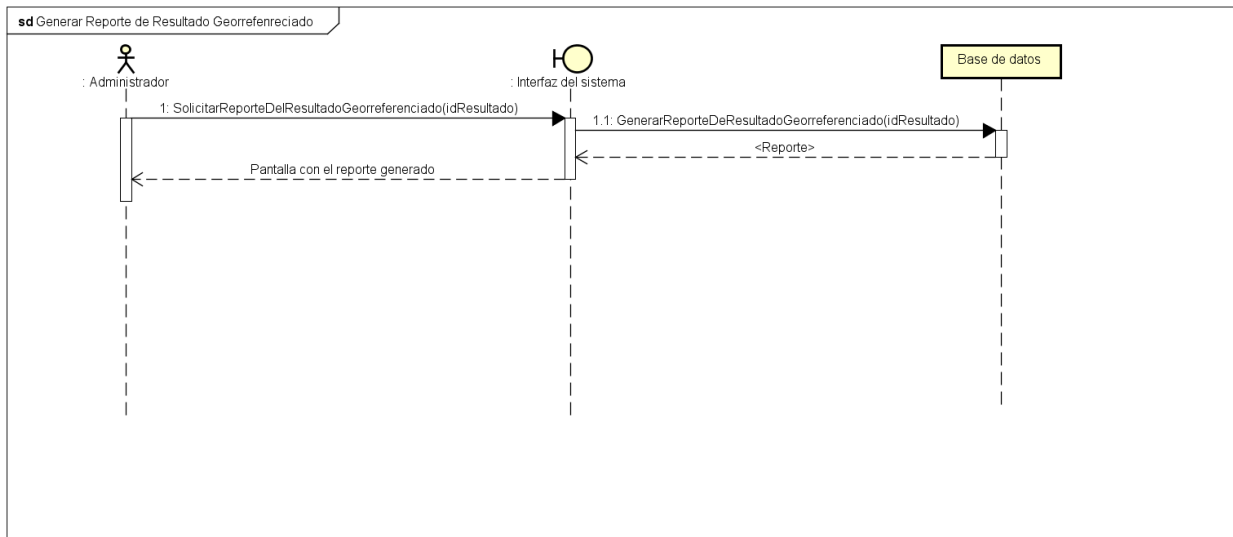 sd Generar Reporte de Resultado Georrefenreciado
: Administrador
: Interfaz del sistema
Base de datos
1: SolicitarReporteDelResultadoGeorreferenciado(idResultado)
1.1: GenerarReporteDeResultadoGeorreferenciado(idResultado)
<Reporte>
Pantalla con el reporte generado